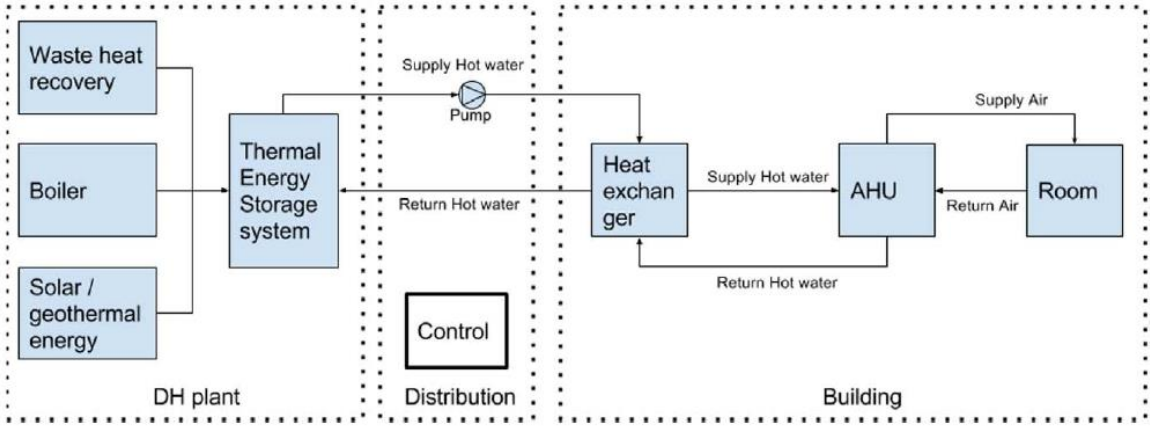 Waste heat
recovery
Boiler
Solar /
geothermal
energy
Thermal
Energy
Storage
system
DH plant
Supply Hot water
Pump
Return Hot water
Control
Distribution
Heat
exchan
ger
Supply Hot water
Return Hot water
AHU
Supply Air
Return Air
Room
Building